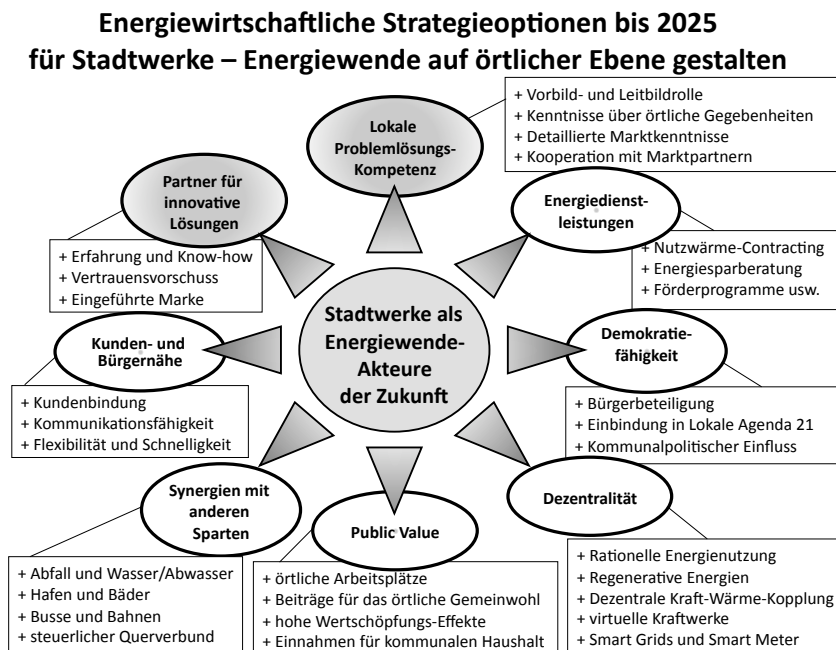 Energiewirtschaftliche Strategieoptionen bis 2025
für Stadtwerke – Energiewende auf örtlicher Ebene gestalten
Lokale
Problemlösungs-
Kompetenz
+ Vorbild- und Leitbildrolle
+ Kenntnisse über örtliche Gegebenheiten
+ Detaillierte Marktkenntnisse
+ Kooperation mit Marktpartnern
Partner für
innovative
Lösungen
+ Erfahrung und Know-how
+ Vertrauensvorschuss
+ Eingeführte Marke
Energiedienst-
leistungen
+ Nutzwärme-Contracting
+ Energiesparberatung
+ Förderprogramme usw.
Stadtwerke als
Energiewende-
Akteure
der Zukunft
Kunden- und
Bürgernähe
+ Kundenbindung
+ Kommunikationsfähigkeit
+ Flexibilität und Schnelligkeit
Demokratie-
fähigkeit
+ Bürgerbeteiligung
+ Einbindung in Lokale Agenda 21
+ Kommunalpolitischer Einfluss
Synergien mit
anderen
Sparten
+ Abfall und Wasser/Abwasser
+ Hafen und Bäder
+ Busse und Bahnen
+ steuerlicher Querverbund
Public Value
+ örtliche Arbeitsplätze
+ Beiträge für das örtliche Gemeinwohl
+ hohe Wertschöpfungs-Effekte
+ Einnahmen für kommunalen Haushalt
Dezentralität
+ Rationelle Energienutzung
+ Regenerative Energien
+ Dezentrale Kraft-Wärme-Kopplung
+ virtuelle Kraftwerke
+ Smart Grids und Smart Meter